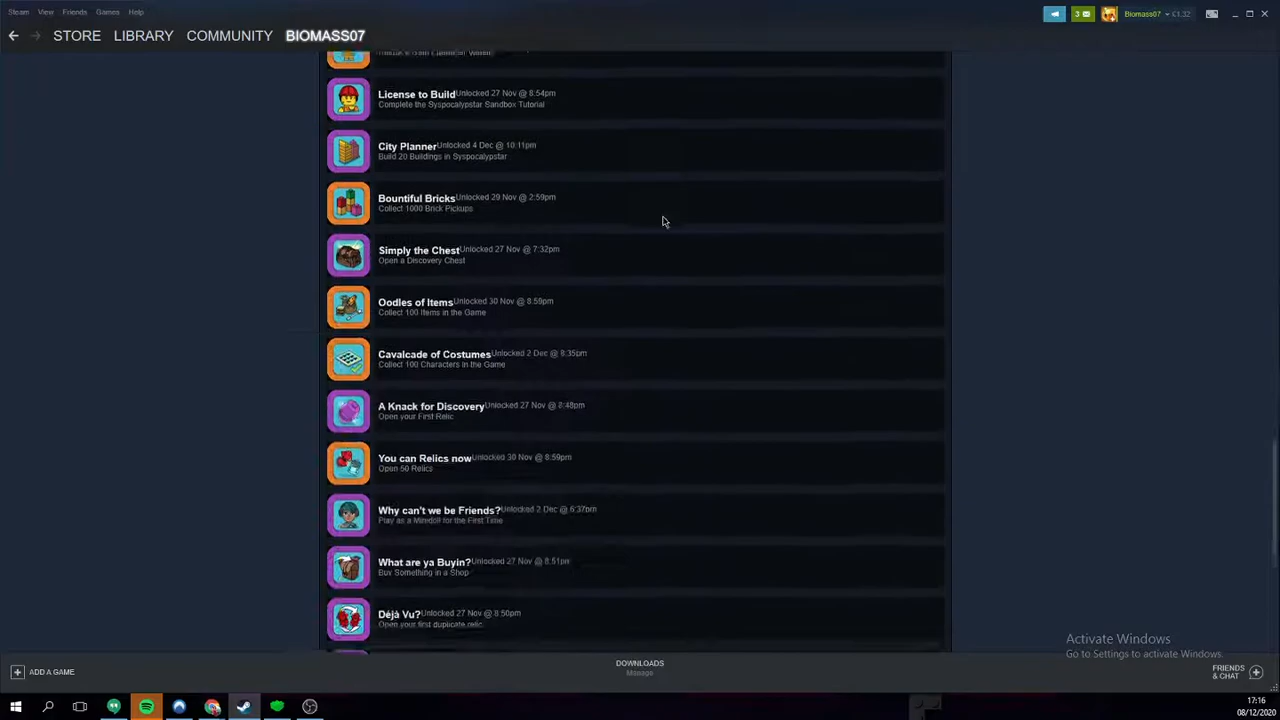 Steam View Friends Games Help
3
Biomass07 £1.32
STORE LIBRARY COMMUNITY BIOMASS07
License to Build Unlocked 27 Nov @ 8:54pm
Complete the Syspocalypstar Sandbox Tutorial
City Planner Unlocked 4 Dec @ 10:11pm
Build 20 Buildings in Syspocalypstar
Bountiful Bricks Unlocked 29 Nov @ 2:59pm
Collect 1000 Brick Pickups
Simply the Chest Unlocked 27 Nov @ 7:32pm
Open a Discovery Chest
Oodles of Items Unlocked 30 Nov @ 8:59pm
Collect 100 Items in the Game
Cavalcade of Costumes Unlocked 2 Dec @ 8:35pm
Collect 100 Characters in the Game
A Knack for Discovery Unlocked 27 Nov @ 8:48pm
Open your First Relic
You can Relics now Unlocked 30 Nov @ 8:59pm
Open 50 Relics
Why can't we be Friends? Unlocked 2 Dec @ 6:37pm
Play as a Minidoll for the First Time
What are ya Buyin? Unlocked 27 Nov @ 8:51pm
Buy Something in a Shop
Déjà Vu? Unlocked 27 Nov @ 8:50pm
Open your first duplicate relic
Activate Windows
Go to Settings to activate Windows.
ADD A GAME
DOWNLOADS
Manage
FRIENDS
& CHAT
17:16
08/12/2020